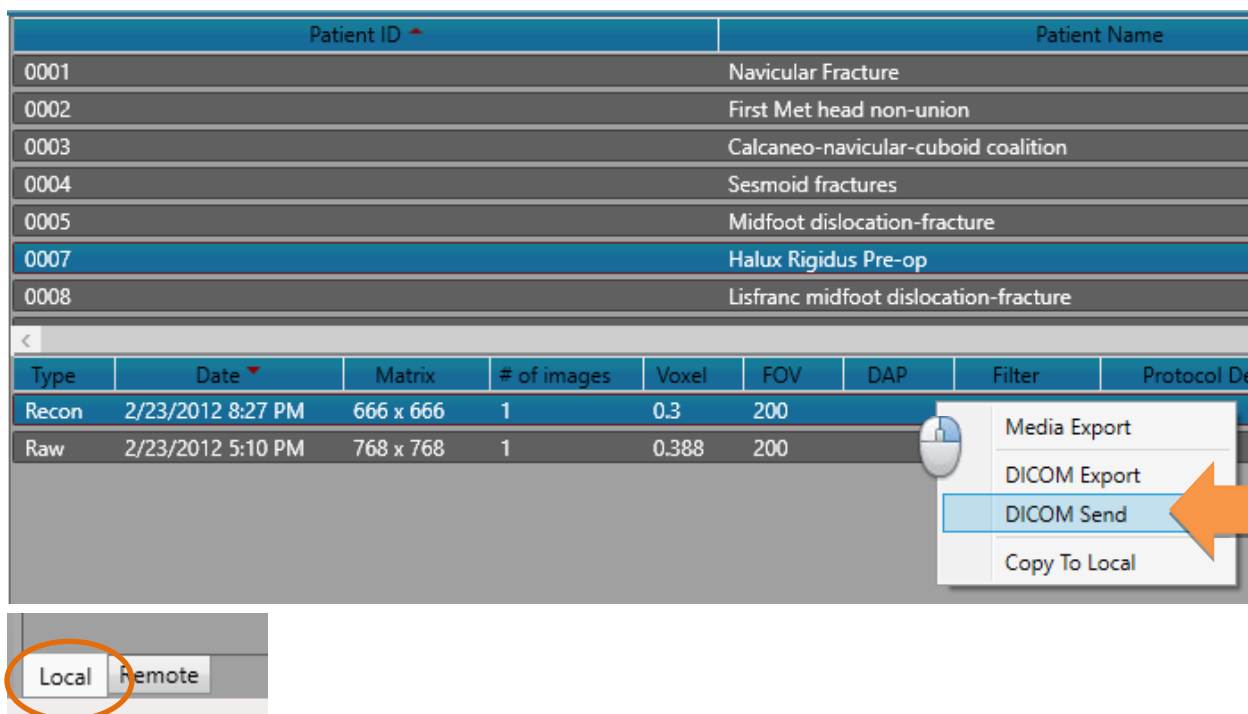 Patient ID Patient Name
0001 Navicular Fracture
0002 First Met head non-union
0003 Calcaneo-navicular-cuboid coalition
0004 Sesmoid fractures
0005 Midfoot dislocation-fracture
0007 Halux Rigidus Pre-op
0008 Lisfranc midfoot dislocation-fracture
Type Date Matrix # of images Voxel FOV DAP Filter Protocol De
Recon 2/23/2012 8:27 PM 666 x 666 1 0.3 200
Raw 2/23/2012 5:10 PM 768 x 768 1 0.388 200
Media Export
DICOM Export
DICOM Send
Copy To Local
Local Remote